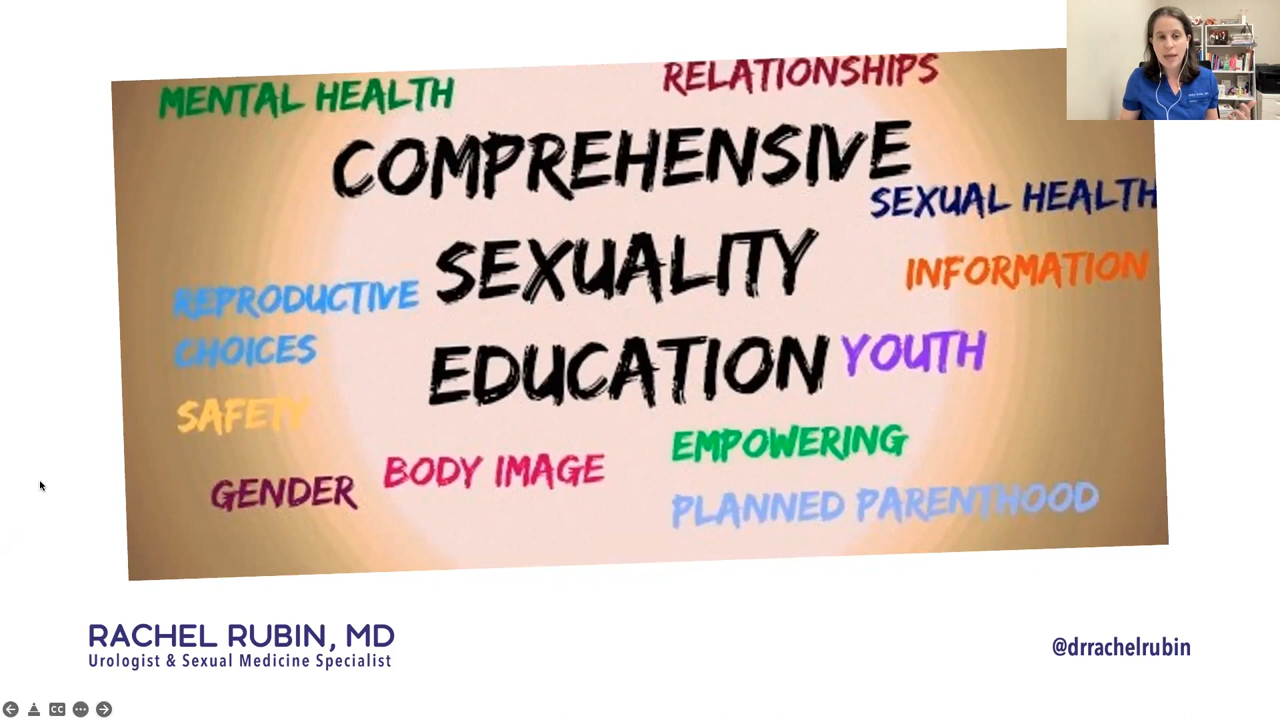 MENTAL HEALTH
RELATIONSHIPS
COMPREHENSIVE
SEXUAL HEALTH
SEXUALITY
INFORMATION
REPRODUCTIVE
CHOICES
EDUCATION
YOUTH
SAFETY
EMPOWERING
BODY IMAGE
GENDER
PLANNED PARENTHOOD
RACHEL RUBIN, MD
Urologist & Sexual Medicine Specialist
@drrachelrubin
CC